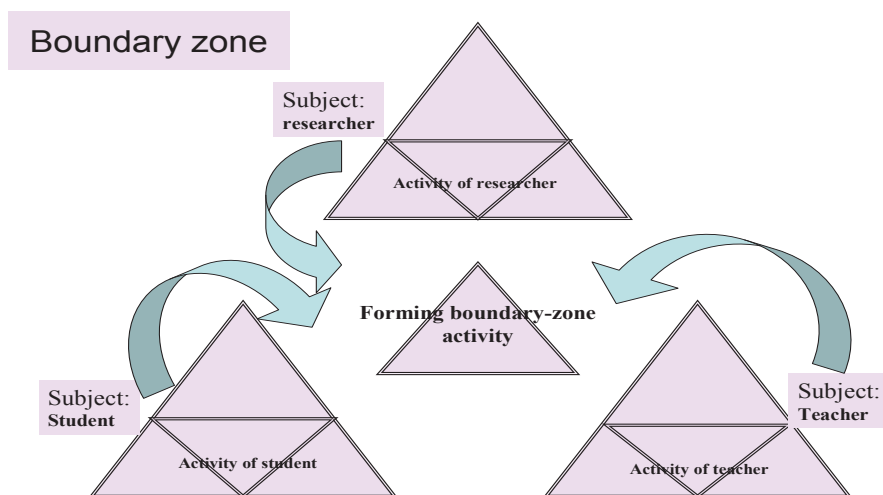 Boundary zone
Subject:
researcher
Activity of researcher
Forming boundary-zone
activity
Subject:
Student
Activity of student
Subject:
Teacher
Activity of teacher